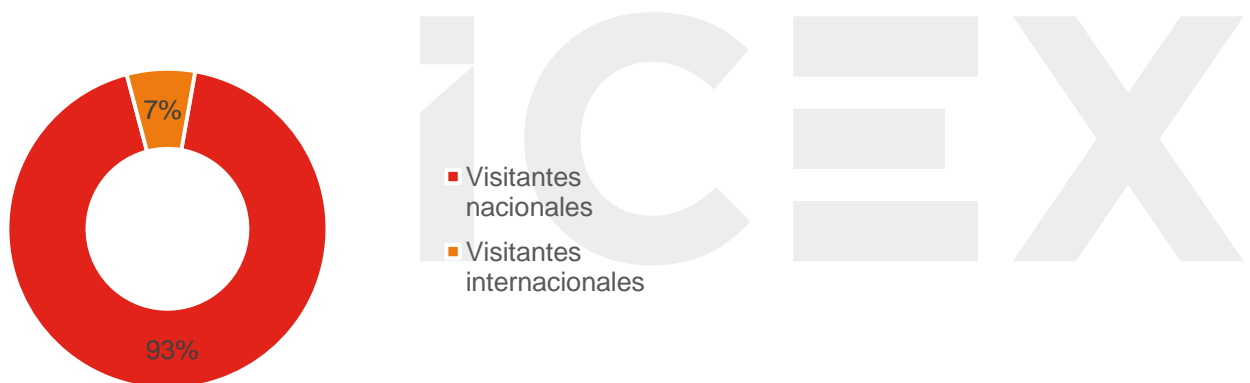 iCEX
7%
Visitantes
nacionales
Visitantes
internacionales
93%